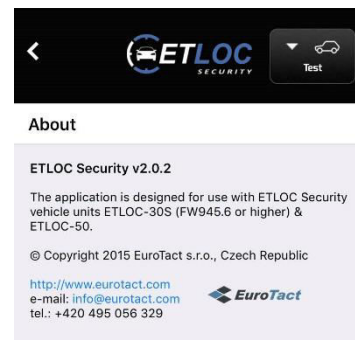 ETLOC
SECURITY
Test
About
ETLOC Security v2.0.2
The application is designed for use with ETLOC Security
vehicle units ETLOC-30S (FW945.6 or higher) &
ETLOC-50.
© Copyright 2015 EuroTact s.r.o., Czech Republic
http://www.eurotact.com
e-mail: info@eurotact.com
tel.: +420 495 056 329
EuroTact